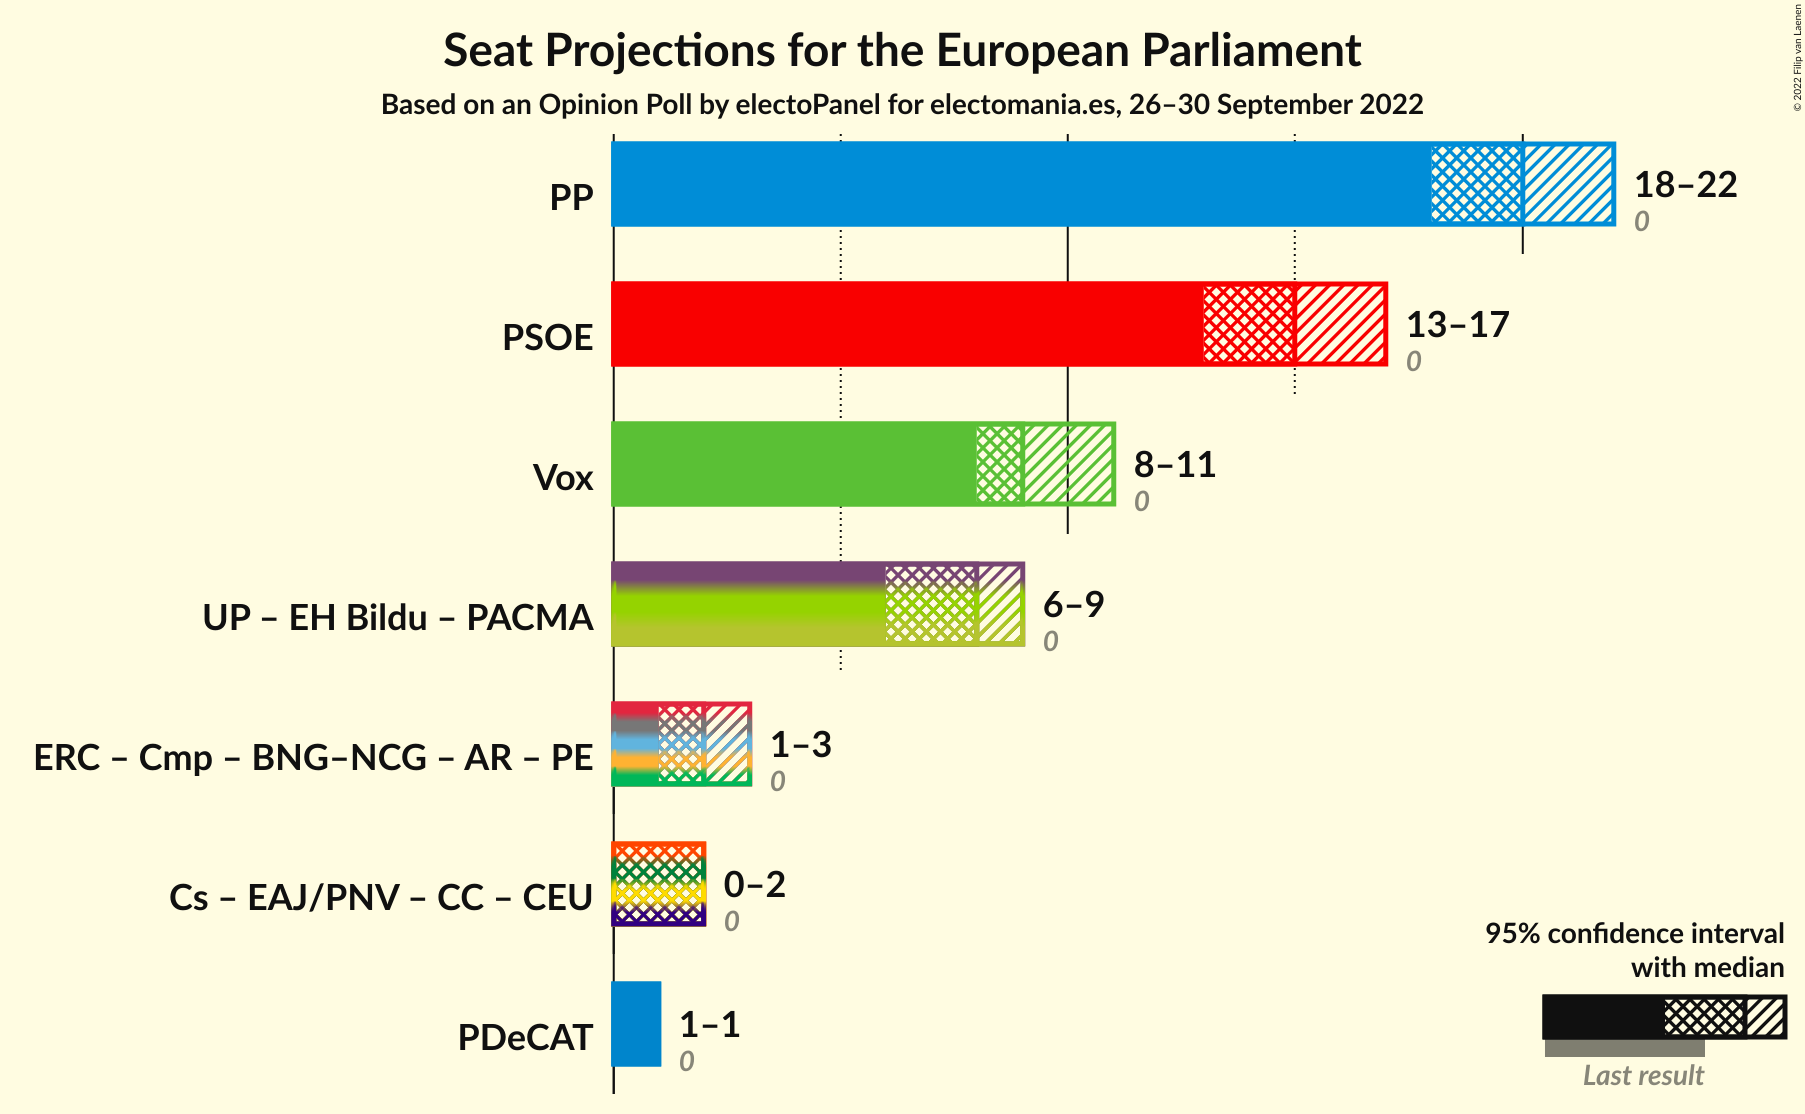 Seat Projections for the European Parliament
Based on an Opinion Poll by electoPanel for electomania.es, 26–30 September 2022
© 2022 Filip van Laenen
PP
18–22
0
PSOE
13–17
0
Vox
8–11
0
UP – EH Bildu – PACMA
6–9
0
ERC – Cmp – BNG–NCG – AR – PE
1–3
0
Cs – EAJ/PNV – CC – CEU
0–2
0
PDeCAT
1–1
0
95% confidence interval
with median
Last result